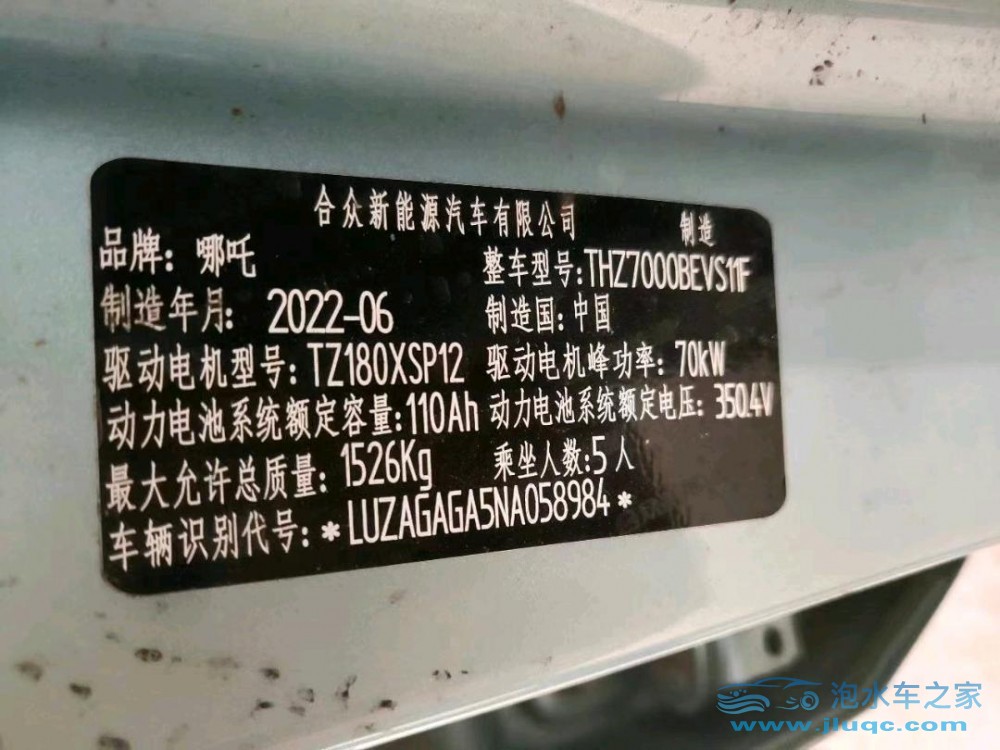 合众新能源汽车有限公司 制造
品牌：哪吒 整车型号：THZ7000BEVS11F
制造年月：2022-06 制造国：中国
驱动电机型号：TZ180XSP12 驱动电机峰功率：70kW
动力电池系统额定容量：110Ah 动力电池系统额定电压：350.4V
最大允许总质量：1526Kg 乘坐人数：5人
车辆识别代号：*LUZAGAGA5NA058984*
泡水车之家
www.jluqc.com